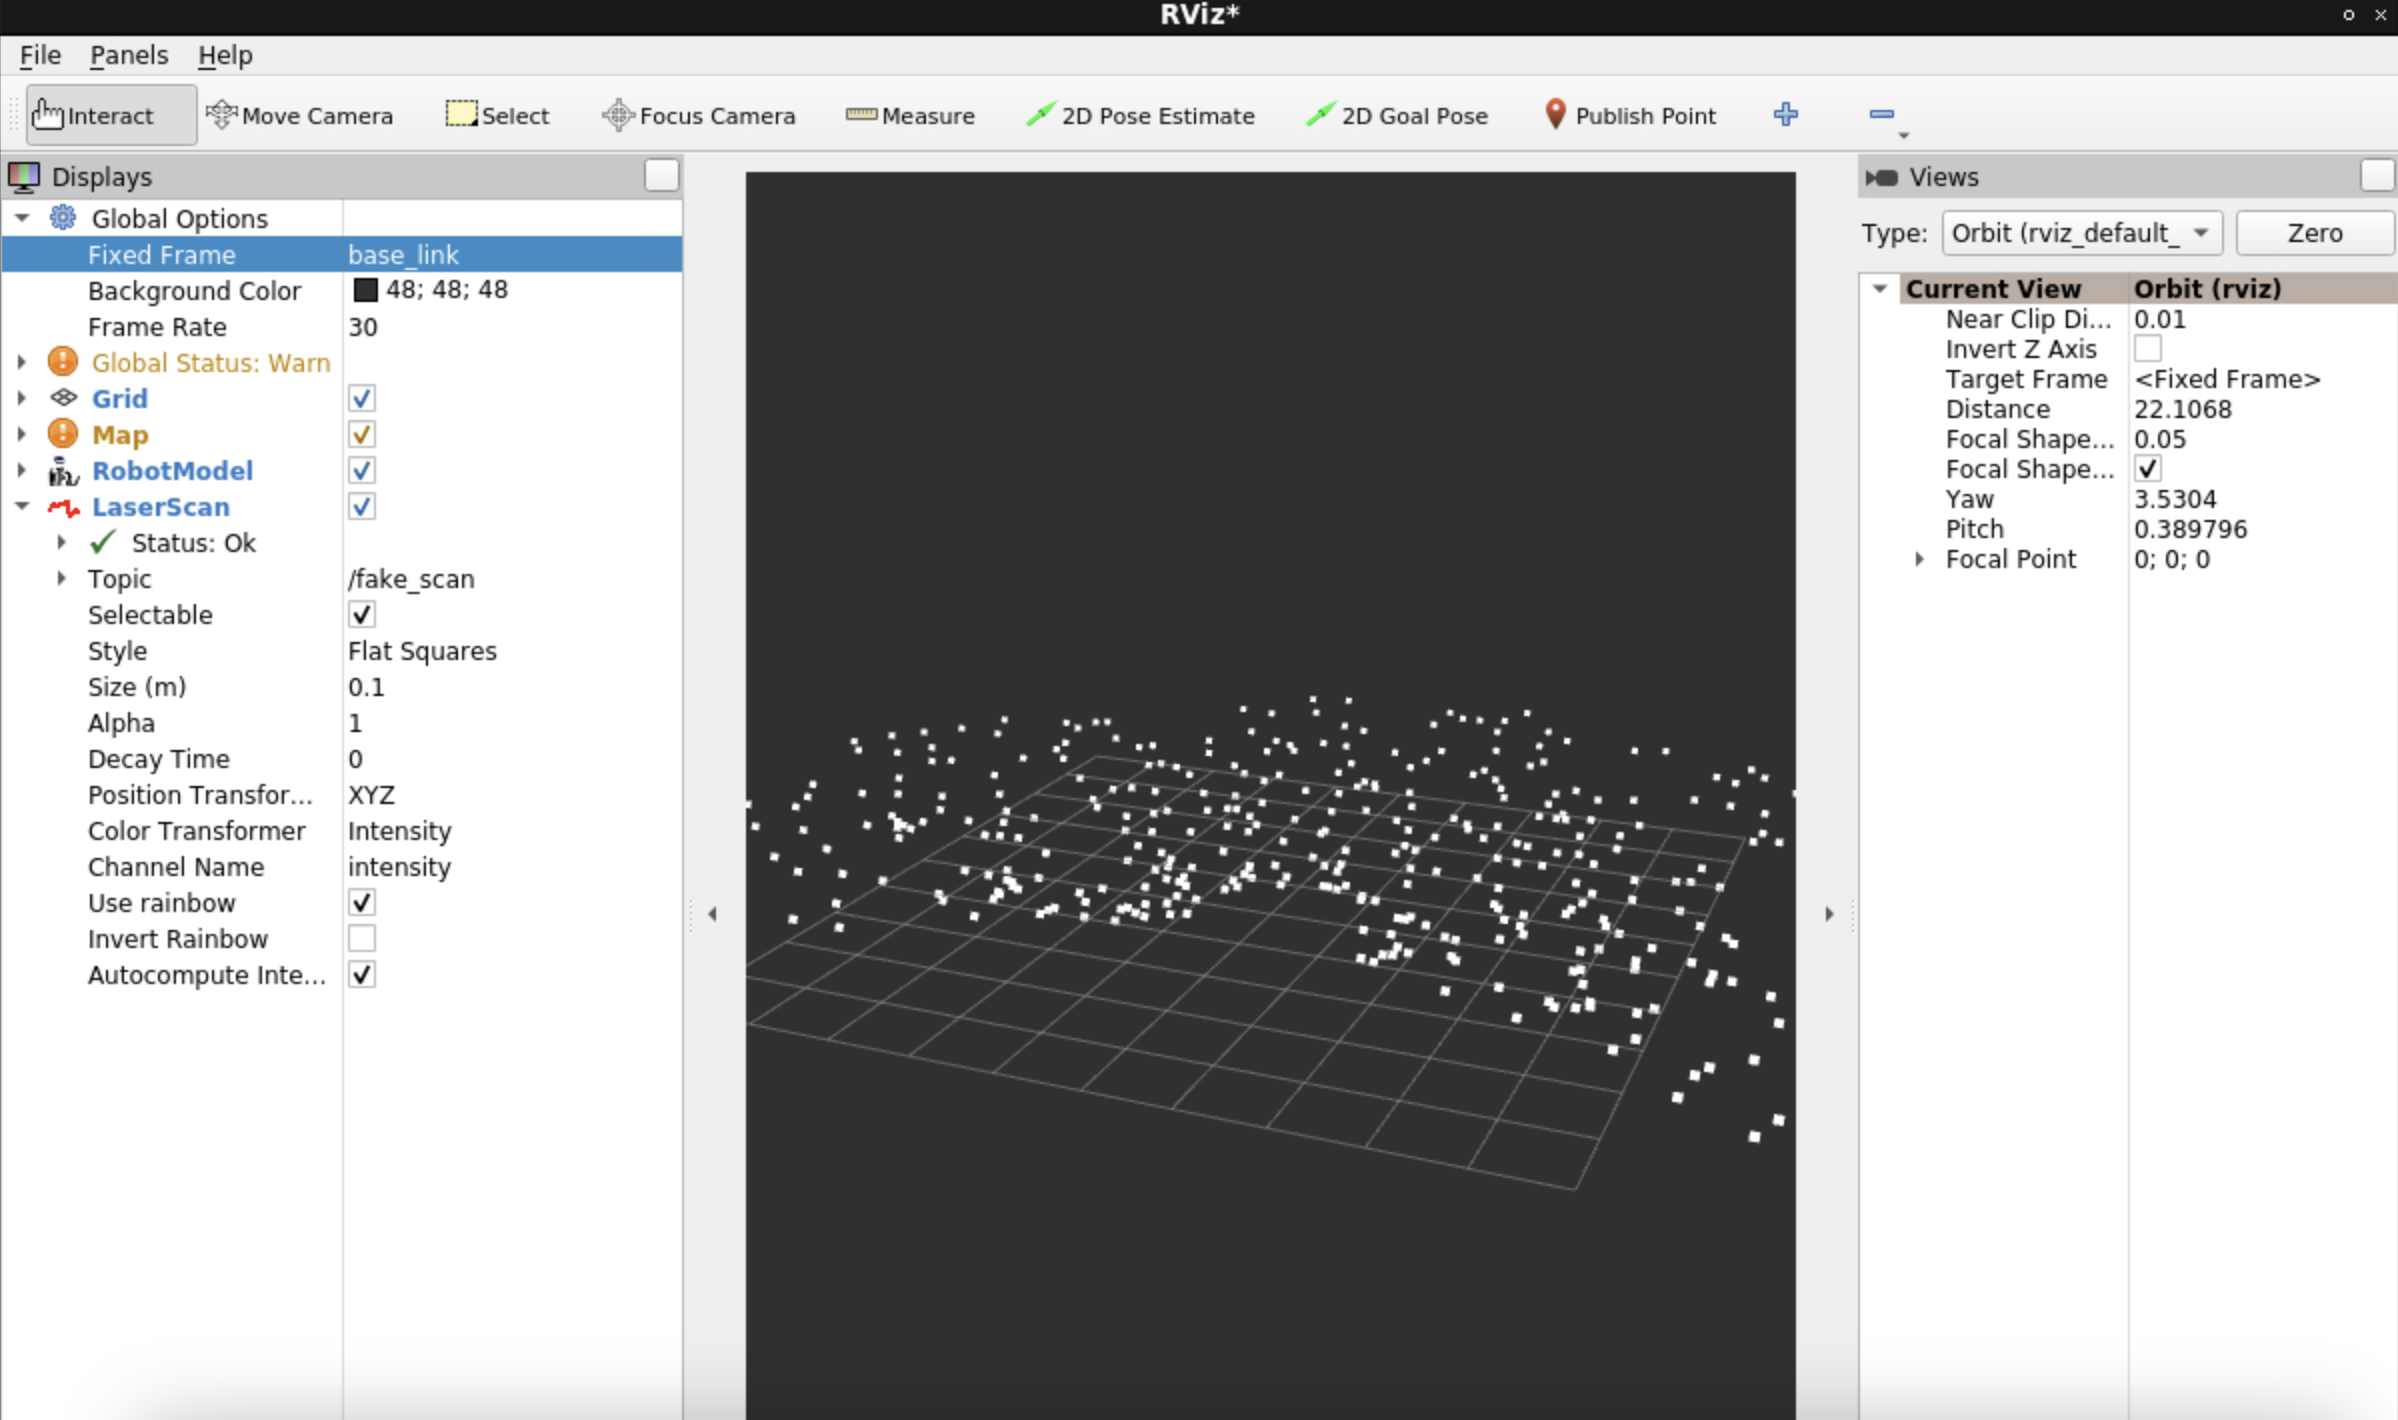 RViz*
File Panels Help
Interact Move Camera Select Focus Camera Measure 2D Pose Estimate 2D Goal Pose Publish Point
Displays
Global Options
Fixed Frame base_link
Background Color 48; 48; 48
Frame Rate 30
Global Status: Warn
Grid
Map
RobotModel
LaserScan
Status: Ok
Topic /fake_scan
Selectable
Style Flat Squares
Size (m) 0.1
Alpha 1
Decay Time 0
Position Transfor... XYZ
Color Transformer Intensity
Channel Name intensity
Use rainbow
Invert Rainbow
Autocompute Inte...
Views
Type: Orbit (rviz_default_ Zero
Current View Orbit (rviz)
Near Clip Di... 0.01
Invert Z Axis
Target Frame <Fixed Frame>
Distance 22.1068
Focal Shape... 0.05
Focal Shape...
Yaw 3.5304
Pitch 0.389796
Focal Point 0; 0; 0